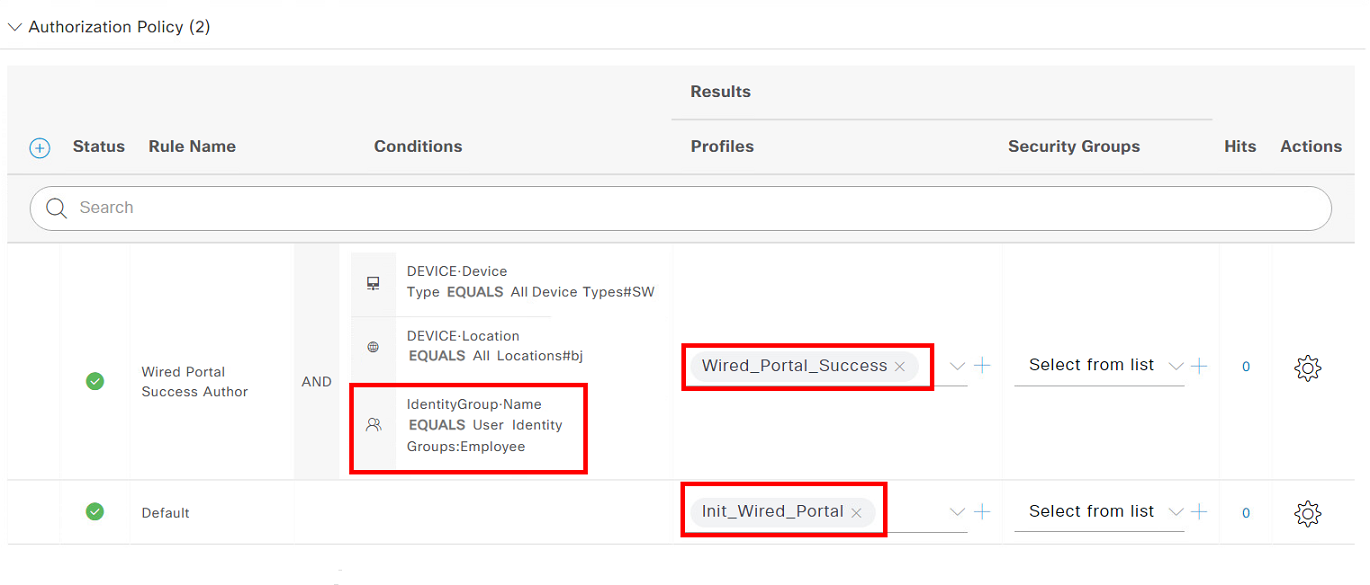 Authorization Policy (2)
Results
Status Rule Name Conditions Profiles Security Groups Hits Actions
Search
DEVICE·Device
Type EQUALS All Device Types#SW
DEVICE·Location
EQUALS All Locations#bj
Wired Portal
Success Author
AND
IdentityGroup·Name
EQUALS User Identity
Groups:Employee
Wired_Portal_Success
Select from list
0
Default
Init_Wired_Portal
Select from list
0